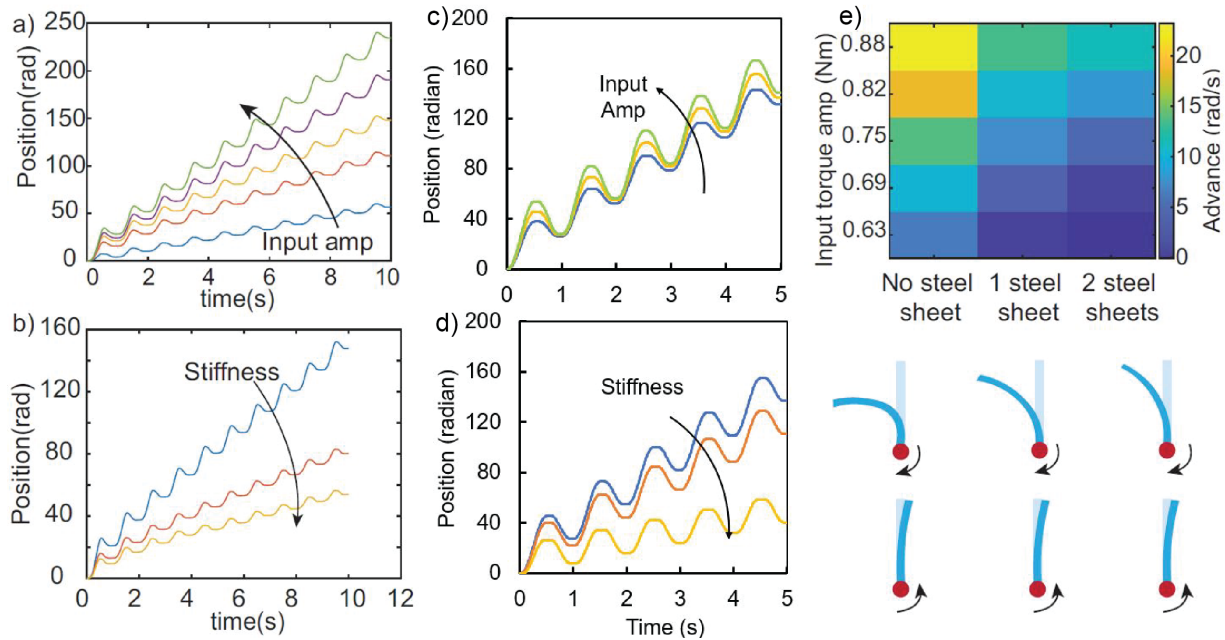 a)
250
200
150
100
50
0
Position(rad)
Input amp
0 2 4 6 8 10
time(s)
b)
160
120
80
40
0
Position(rad)
Stiffness
0 2 4 6 8 10 12
time(s)
c)
200
160
120
80
40
0
Position (radian)
Input
Amp
0 1 2 3 4 5
d)
200
160
120
80
40
0
Position (radian)
Stiffness
0 1 2 3 4 5
Time (s)
e)
Input torque amp (Nm)
0.88
0.82
0.75
0.69
0.63
No steel
sheet
1 steel
sheet
2 steel
sheets
20
15
10
5
0
Advance (rad/s)